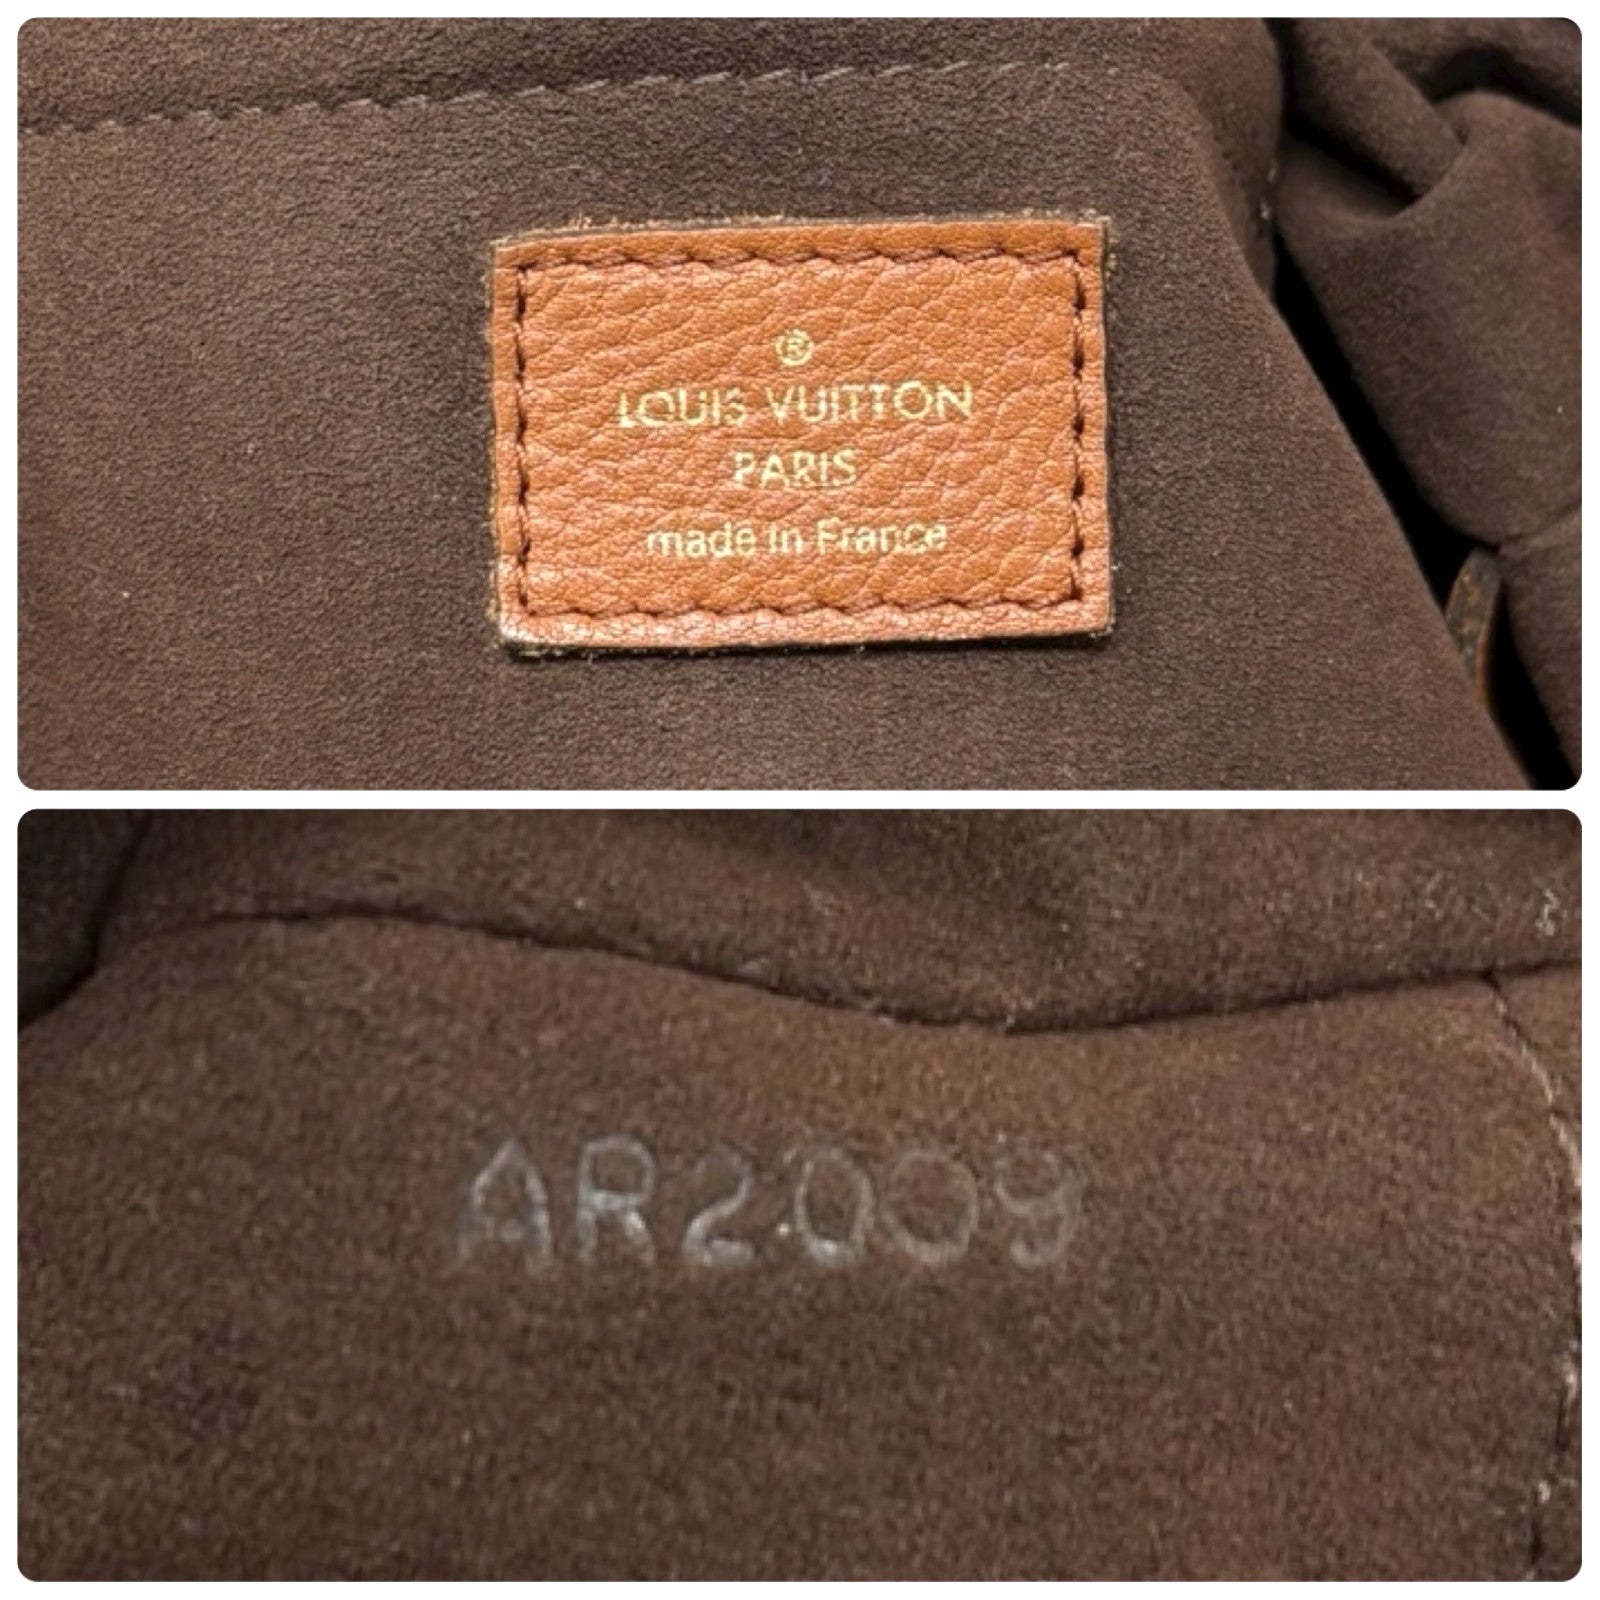 ®
LOUIS VUITTON
PARIS
made in France
AR2009